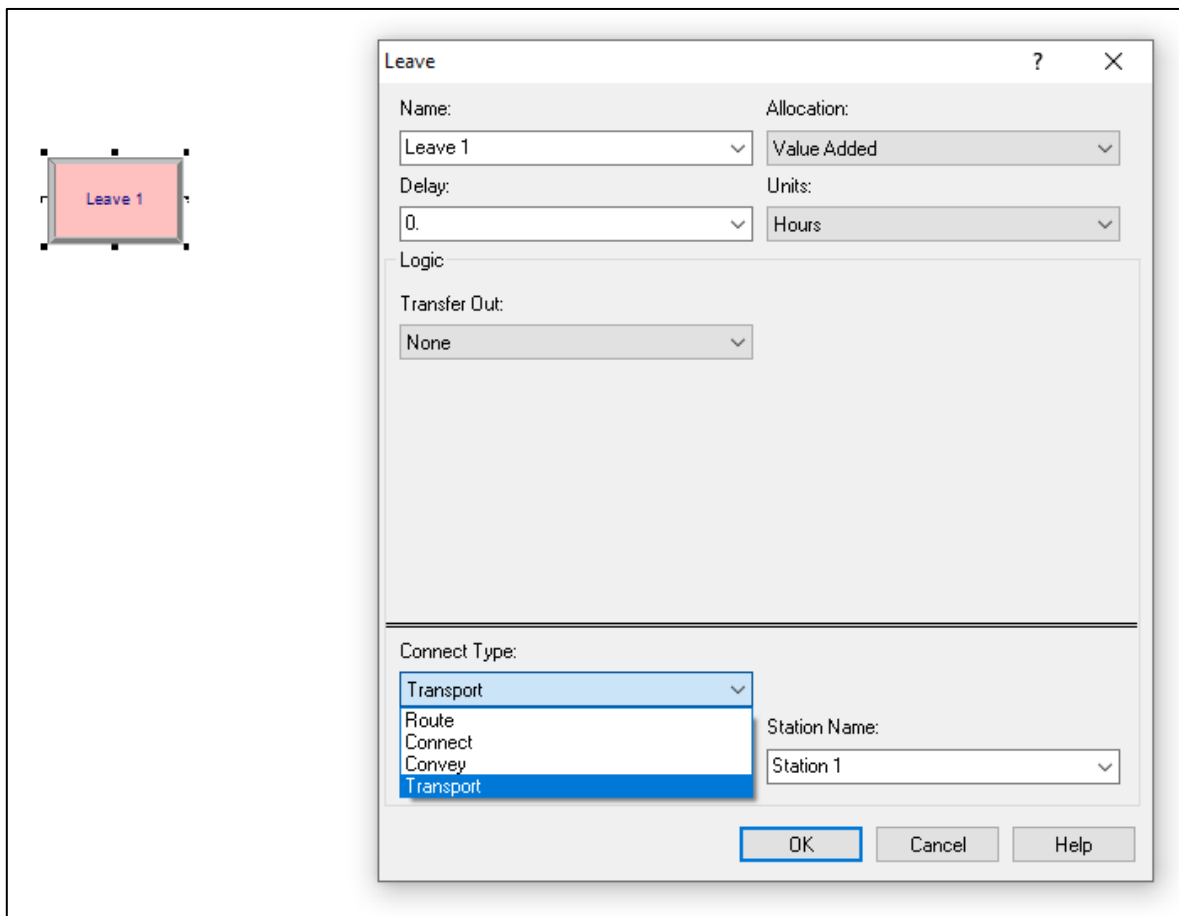 Leave ?
Name: Allocation:
Leave 1 Value Added
Leave 1
Delay: Units:
0. Hours
Logic
Transfer Out:
None
Connect Type:
Transport
Route
Connect Station Name:
Convey Station 1
Transport
OK Cancel Help